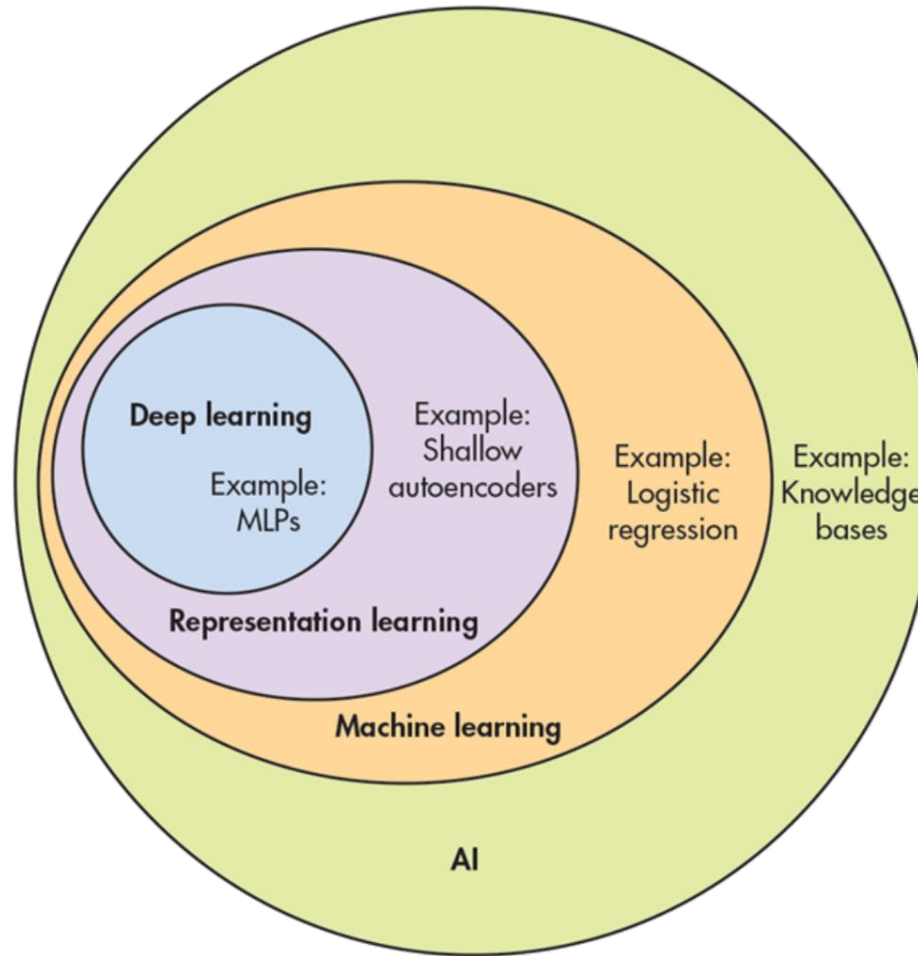 Deep learning
Example:
MLPs
Example:
Shallow
autoencoders
Example:
Logistic
regression
Example:
Knowledge
bases
Representation learning
Machine learning
AI